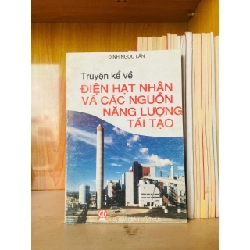 ĐINH NGỌC LÂN
Truyện kể về
ĐIỆN HẠT NHÂN
VÀ CÁC NGUỒN
NĂNG LƯỢNG
TÁI TẠO